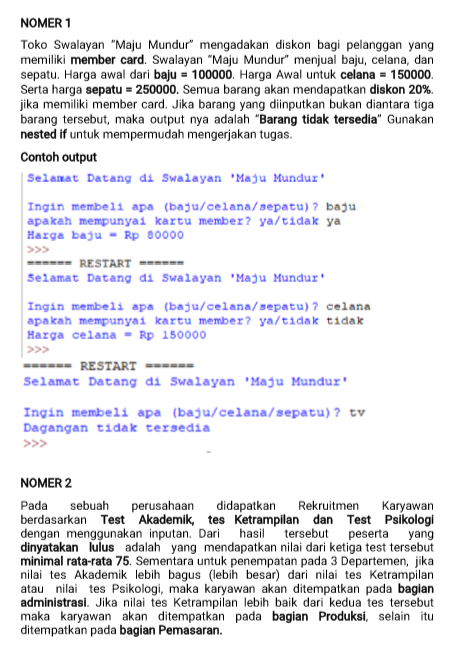 NOMER 1
Toko Swalayan "Maju Mundur" mengadakan diskon bagi pelanggan yang
memiliki member card. Swalayan "Maju Mundur" menjual baju, celana, dan
sepatu. Harga awal dari baju = 100000. Harga Awal untuk celana = 150000.
Serta harga sepatu = 250000. Semua barang akan mendapatkan diskon 20%.
jika memiliki member card. Jika barang yang diinputkan bukan diantara tiga
barang tersebut, maka output nya adalah "Barang tidak tersedia" Gunakan
nested if untuk mempermudah mengerjakan tugas.
Contoh output
Selamat Datang di Swalayan 'Maju Mundur'
Ingin membeli apa (baju/celana/sepatu)? baju
apakah mempunyai kartu member? ya/tidak ya
Harga baju = Rp 80000
>>>
====== RESTART ======
Selamat Datang di Swalayan 'Maju Mundur'
Ingin membeli apa (baju/celana/sepatu)? celana
apakah mempunyai kartu member? ya/tidak tidak
Harga celana = Rp 150000
>>>
====== RESTART ======
Selamat Datang di Swalayan 'Maju Mundur'
Ingin membeli apa (baju/celana/sepatu)? tv
Dagangan tidak tersedia
>>>
NOMER 2
Pada sebuah perusahaan didapatkan Rekruitmen Karyawan
berdasarkan Test Akademik, tes Ketrampilan dan Test Psikologi
dengan menggunakan inputan. Dari hasil tersebut peserta yang
dinyatakan lulus adalah yang mendapatkan nilai dari ketiga test tersebut
minimal rata-rata 75. Sementara untuk penempatan pada 3 Departemen, jika
nilai tes Akademik lebih bagus (lebih besar) dari nilai tes Ketrampilan
atau nilai tes Psikologi, maka karyawan akan ditempatkan pada bagian
administrasi. Jika nilai tes Ketrampilan lebih baik dari kedua tes tersebut
maka karyawan akan ditempatkan pada bagian Produksi, selain itu
ditempatkan pada bagian Pemasaran.